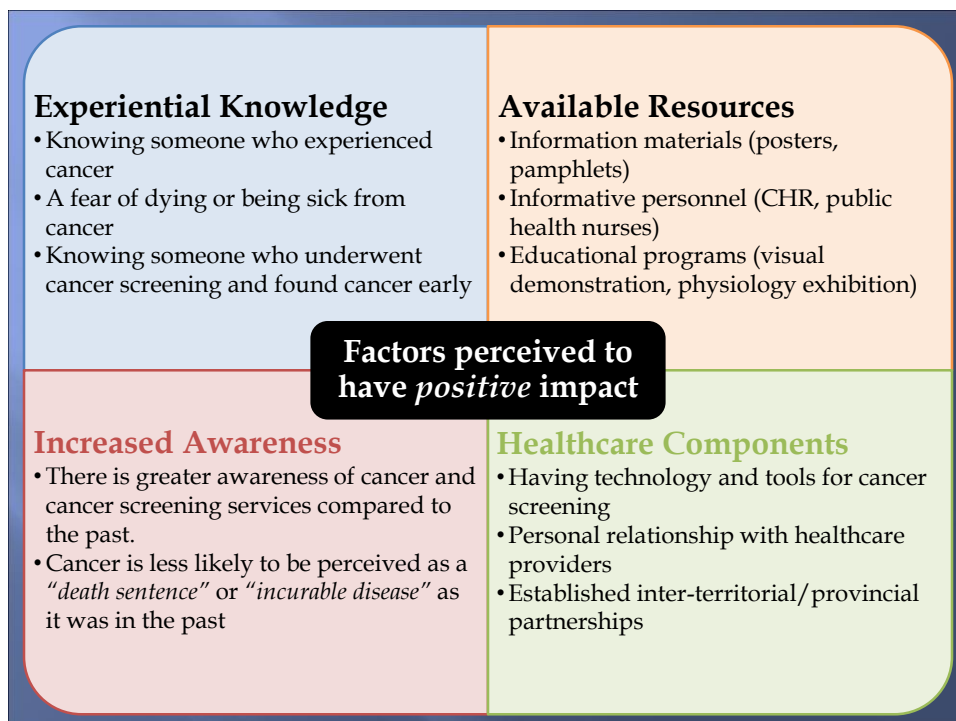 Experiential Knowledge
• Knowing someone who experienced
cancer
• A fear of dying or being sick from
cancer
• Knowing someone who underwent
cancer screening and found cancer early
Available Resources
• Information materials (posters,
pamphlets)
• Informative personnel (CHR, public
health nurses)
• Educational programs (visual
demonstration, physiology exhibition)
Factors perceived to
have positive impact
Increased Awareness
• There is greater awareness of cancer and
cancer screening services compared to
the past.
• Cancer is less likely to be perceived as a
“death sentence” or “incurable disease” as
it was in the past
Healthcare Components
• Having technology and tools for cancer
screening
• Personal relationship with healthcare
providers
• Established inter-territorial/provincial
partnerships